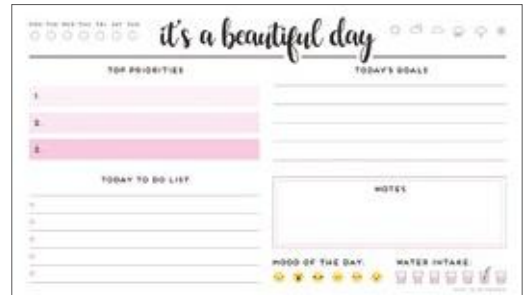 MON TUE WED THU FRI SAT SUN
it's a beautiful day
TOP PRIORITIES
1.
2.
3.
TODAY TO DO LIST
TODAY'S GOALS
NOTES
MOOD OF THE DAY:
WATER INTAKE: